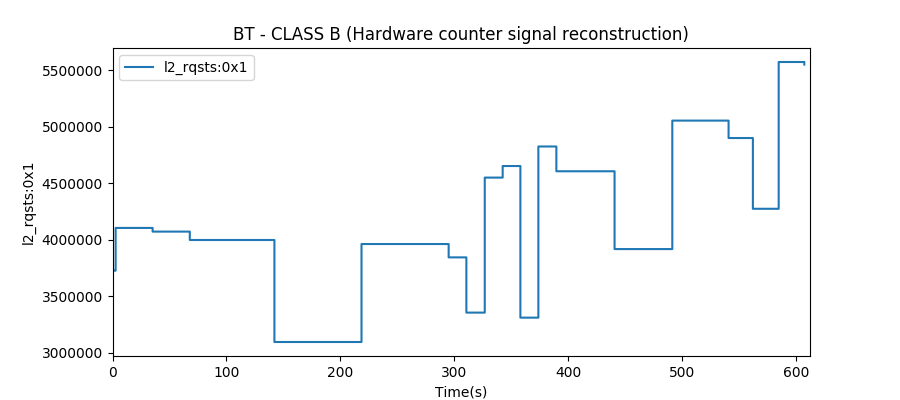 BT - CLASS B (Hardware counter signal reconstruction)
l2_rqsts:0x1
5500000
5000000
4500000
4000000
3500000
3000000
l2_rqsts:0x1
0 100 200 300 400 500 600
Time(s)